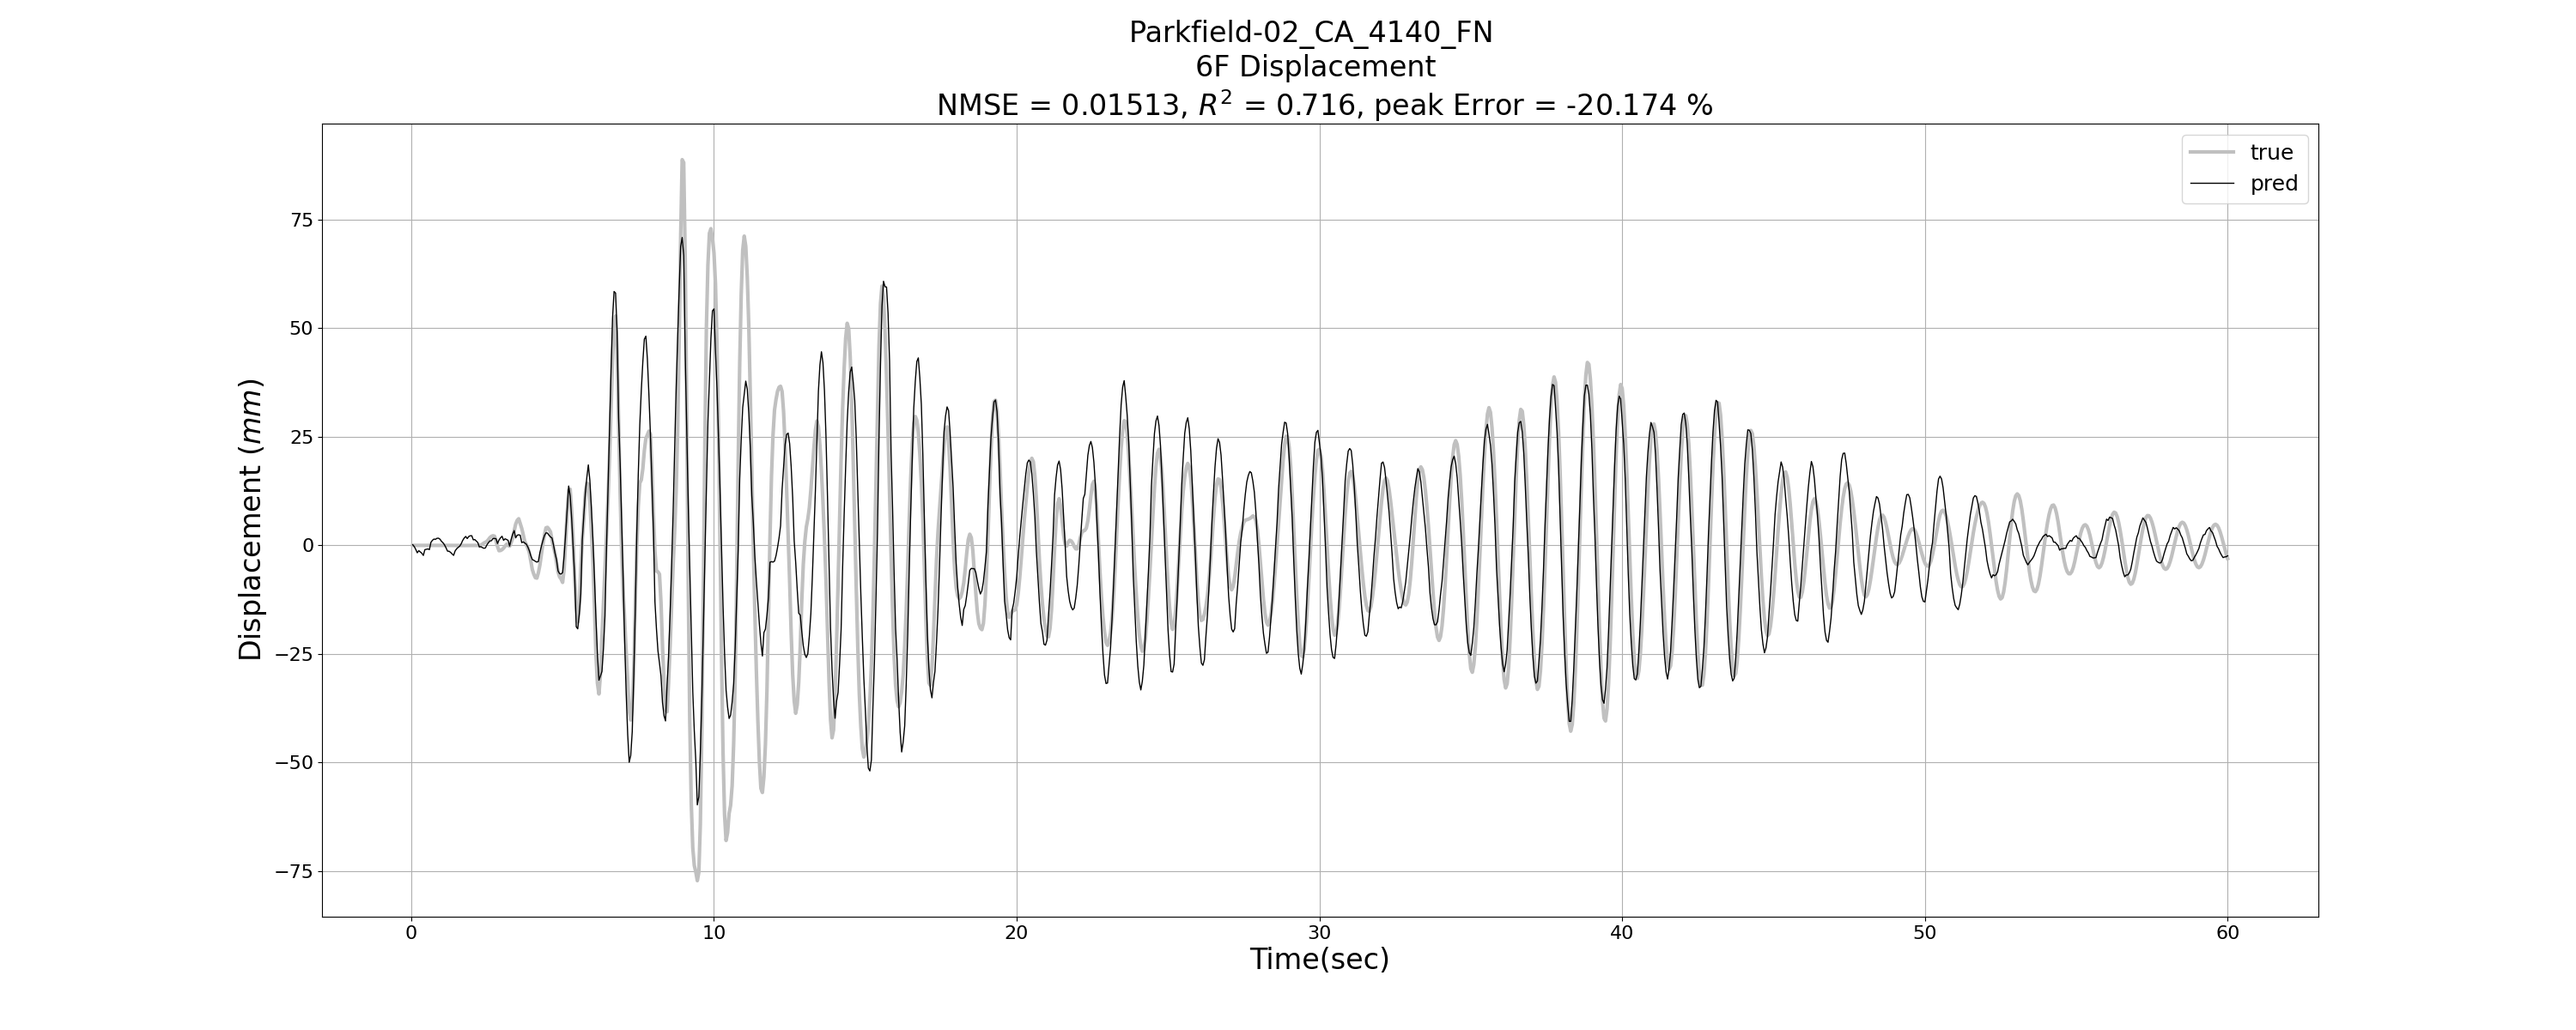 Parkfield-02_CA_4140_FN
6F Displacement
NMSE = 0.01513, R² = 0.716, peak Error = -20.174 %
true
pred
75
50
25
0
−25
−50
−75
Displacement (mm)
0 10 20 30 40 50 60
Time(sec)